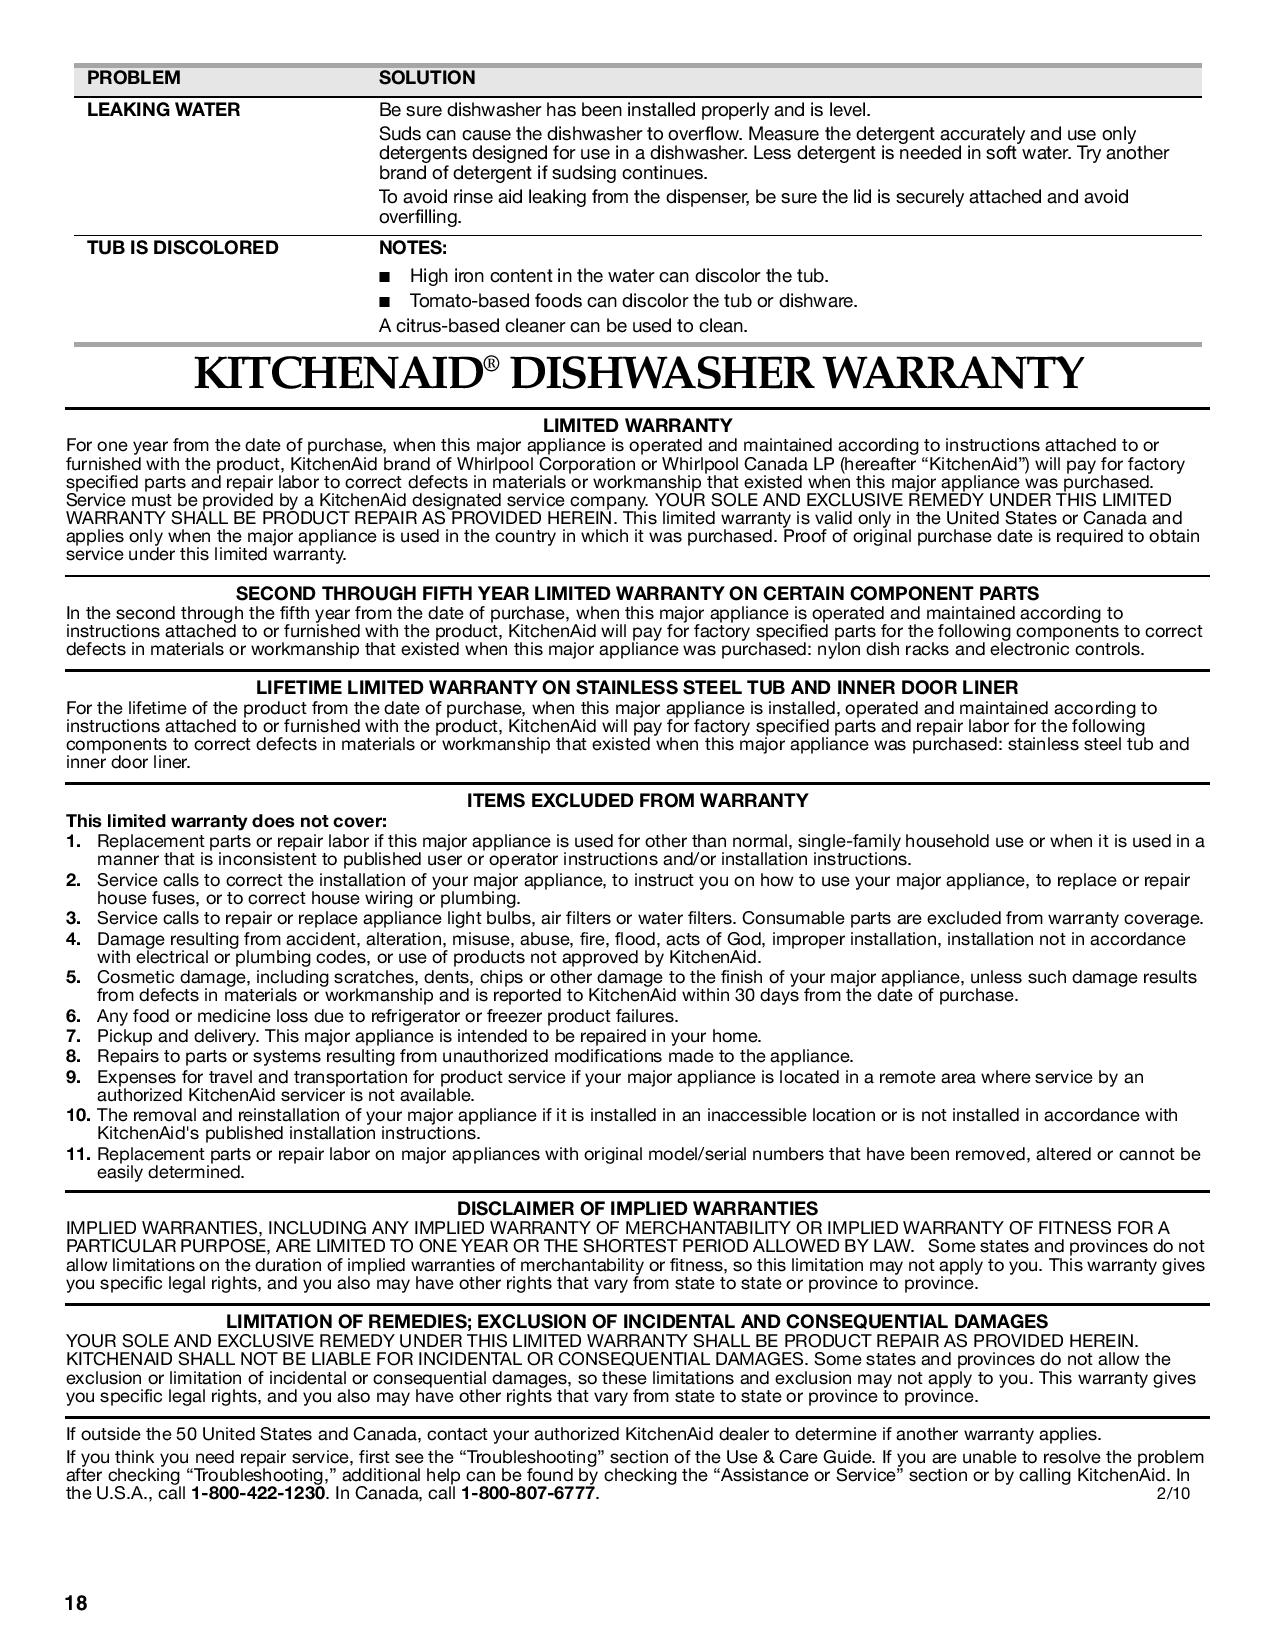 PROBLEM SOLUTION
LEAKING WATER Be sure dishwasher has been installed properly and is level.
Suds can cause the dishwasher to overflow. Measure the detergent accurately and use only
detergents designed for use in a dishwasher. Less detergent is needed in soft water. Try another
brand of detergent if sudsing continues.
To avoid rinse aid leaking from the dispenser, be sure the lid is securely attached and avoid
overfilling.
TUB IS DISCOLORED NOTES:
■ High iron content in the water can discolor the tub.
■ Tomato-based foods can discolor the tub or dishware.
A citrus-based cleaner can be used to clean.
KITCHENAID® DISHWASHER WARRANTY
LIMITED WARRANTY
For one year from the date of purchase, when this major appliance is operated and maintained according to instructions attached to or
furnished with the product, KitchenAid brand of Whirlpool Corporation or Whirlpool Canada LP (hereafter “KitchenAid”) will pay for factory
specified parts and repair labor to correct defects in materials or workmanship that existed when this major appliance was purchased.
Service must be provided by a KitchenAid designated service company. YOUR SOLE AND EXCLUSIVE REMEDY UNDER THIS LIMITED
WARRANTY SHALL BE PRODUCT REPAIR AS PROVIDED HEREIN. This limited warranty is valid only in the United States or Canada and
applies only when the major appliance is used in the country in which it was purchased. Proof of original purchase date is required to obtain
service under this limited warranty.
SECOND THROUGH FIFTH YEAR LIMITED WARRANTY ON CERTAIN COMPONENT PARTS
In the second through the fifth year from the date of purchase, when this major appliance is operated and maintained according to
instructions attached to or furnished with the product, KitchenAid will pay for factory specified parts for the following components to correct
defects in materials or workmanship that existed when this major appliance was purchased: nylon dish racks and electronic controls.
LIFETIME LIMITED WARRANTY ON STAINLESS STEEL TUB AND INNER DOOR LINER
For the lifetime of the product from the date of purchase, when this major appliance is installed, operated and maintained according to
instructions attached to or furnished with the product, KitchenAid will pay for factory specified parts and repair labor for the following
components to correct defects in materials or workmanship that existed when this major appliance was purchased: stainless steel tub and
inner door liner.
ITEMS EXCLUDED FROM WARRANTY
This limited warranty does not cover:
1. Replacement parts or repair labor if this major appliance is used for other than normal, single-family household use or when it is used in a
manner that is inconsistent to published user or operator instructions and/or installation instructions.
2. Service calls to correct the installation of your major appliance, to instruct you on how to use your major appliance, to replace or repair
house fuses, or to correct house wiring or plumbing.
3. Service calls to repair or replace appliance light bulbs, air filters or water filters. Consumable parts are excluded from warranty coverage.
4. Damage resulting from accident, alteration, misuse, abuse, fire, flood, acts of God, improper installation, installation not in accordance
with electrical or plumbing codes, or use of products not approved by KitchenAid.
5. Cosmetic damage, including scratches, dents, chips or other damage to the finish of your major appliance, unless such damage results
from defects in materials or workmanship and is reported to KitchenAid within 30 days from the date of purchase.
6. Any food or medicine loss due to refrigerator or freezer product failures.
7. Pickup and delivery. This major appliance is intended to be repaired in your home.
8. Repairs to parts or systems resulting from unauthorized modifications made to the appliance.
9. Expenses for travel and transportation for product service if your major appliance is located in a remote area where service by an
authorized KitchenAid servicer is not available.
10. The removal and reinstallation of your major appliance if it is installed in an inaccessible location or is not installed in accordance with
KitchenAid's published installation instructions.
11. Replacement parts or repair labor on major appliances with original model/serial numbers that have been removed, altered or cannot be
easily determined.
DISCLAIMER OF IMPLIED WARRANTIES
IMPLIED WARRANTIES, INCLUDING ANY IMPLIED WARRANTY OF MERCHANTABILITY OR IMPLIED WARRANTY OF FITNESS FOR A
PARTICULAR PURPOSE, ARE LIMITED TO ONE YEAR OR THE SHORTEST PERIOD ALLOWED BY LAW. Some states and provinces do not
allow limitations on the duration of implied warranties of merchantability or fitness, so this limitation may not apply to you. This warranty gives
you specific legal rights, and you also may have other rights that vary from state to state or province to province.
LIMITATION OF REMEDIES; EXCLUSION OF INCIDENTAL AND CONSEQUENTIAL DAMAGES
YOUR SOLE AND EXCLUSIVE REMEDY UNDER THIS LIMITED WARRANTY SHALL BE PRODUCT REPAIR AS PROVIDED HEREIN.
KITCHENAID SHALL NOT BE LIABLE FOR INCIDENTAL OR CONSEQUENTIAL DAMAGES. Some states and provinces do not allow the
exclusion or limitation of incidental or consequential damages, so these limitations and exclusion may not apply to you. This warranty gives
you specific legal rights, and you also may have other rights that vary from state to state or province to province.
If outside the 50 United States and Canada, contact your authorized KitchenAid dealer to determine if another warranty applies.
If you think you need repair service, first see the “Troubleshooting” section of the Use & Care Guide. If you are unable to resolve the problem
after checking “Troubleshooting,” additional help can be found by checking the “Assistance or Service” section or by calling KitchenAid. In
the U.S.A., call 1-800-422-1230. In Canada, call 1-800-807-6777. 2/10
18